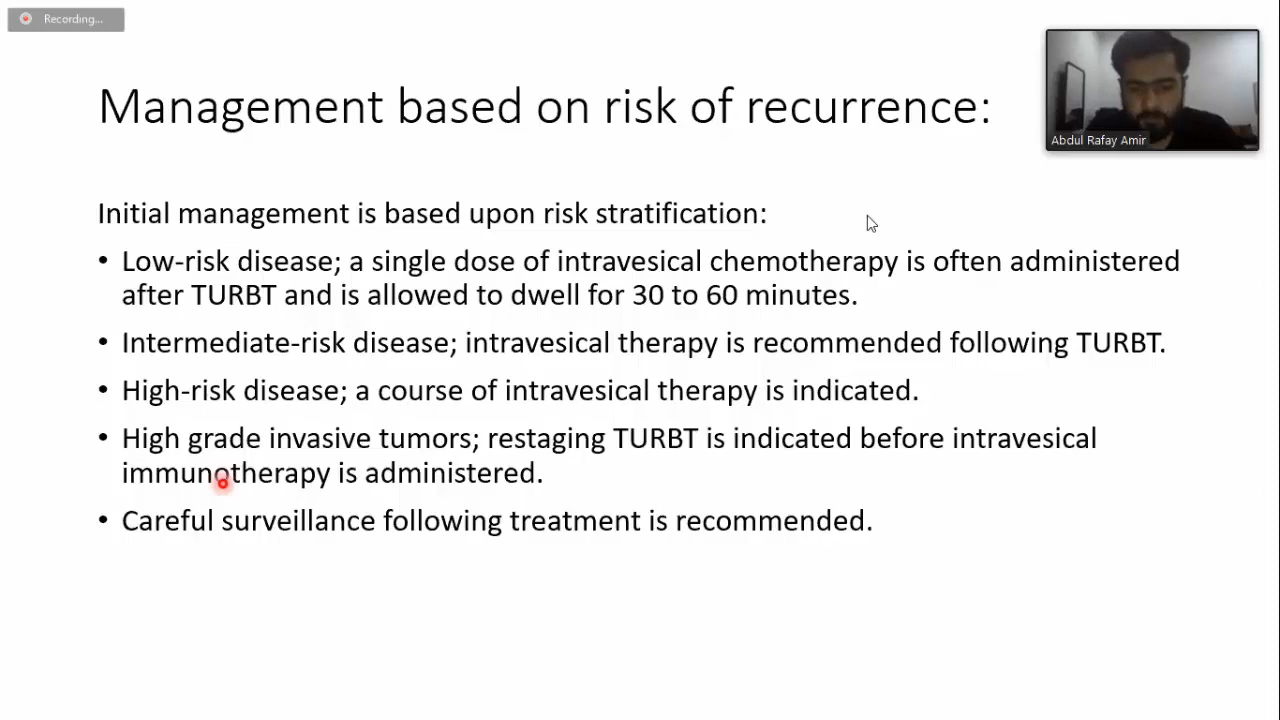 Recording...
Management based on risk of recurrence:
Abdul Rafay Amir
Initial management is based upon risk stratification:
• Low-risk disease; a single dose of intravesical chemotherapy is often administered
after TURBT and is allowed to dwell for 30 to 60 minutes.
• Intermediate-risk disease; intravesical therapy is recommended following TURBT.
• High-risk disease; a course of intravesical therapy is indicated.
• High grade invasive tumors; restaging TURBT is indicated before intravesical
immunotherapy is administered.
• Careful surveillance following treatment is recommended.